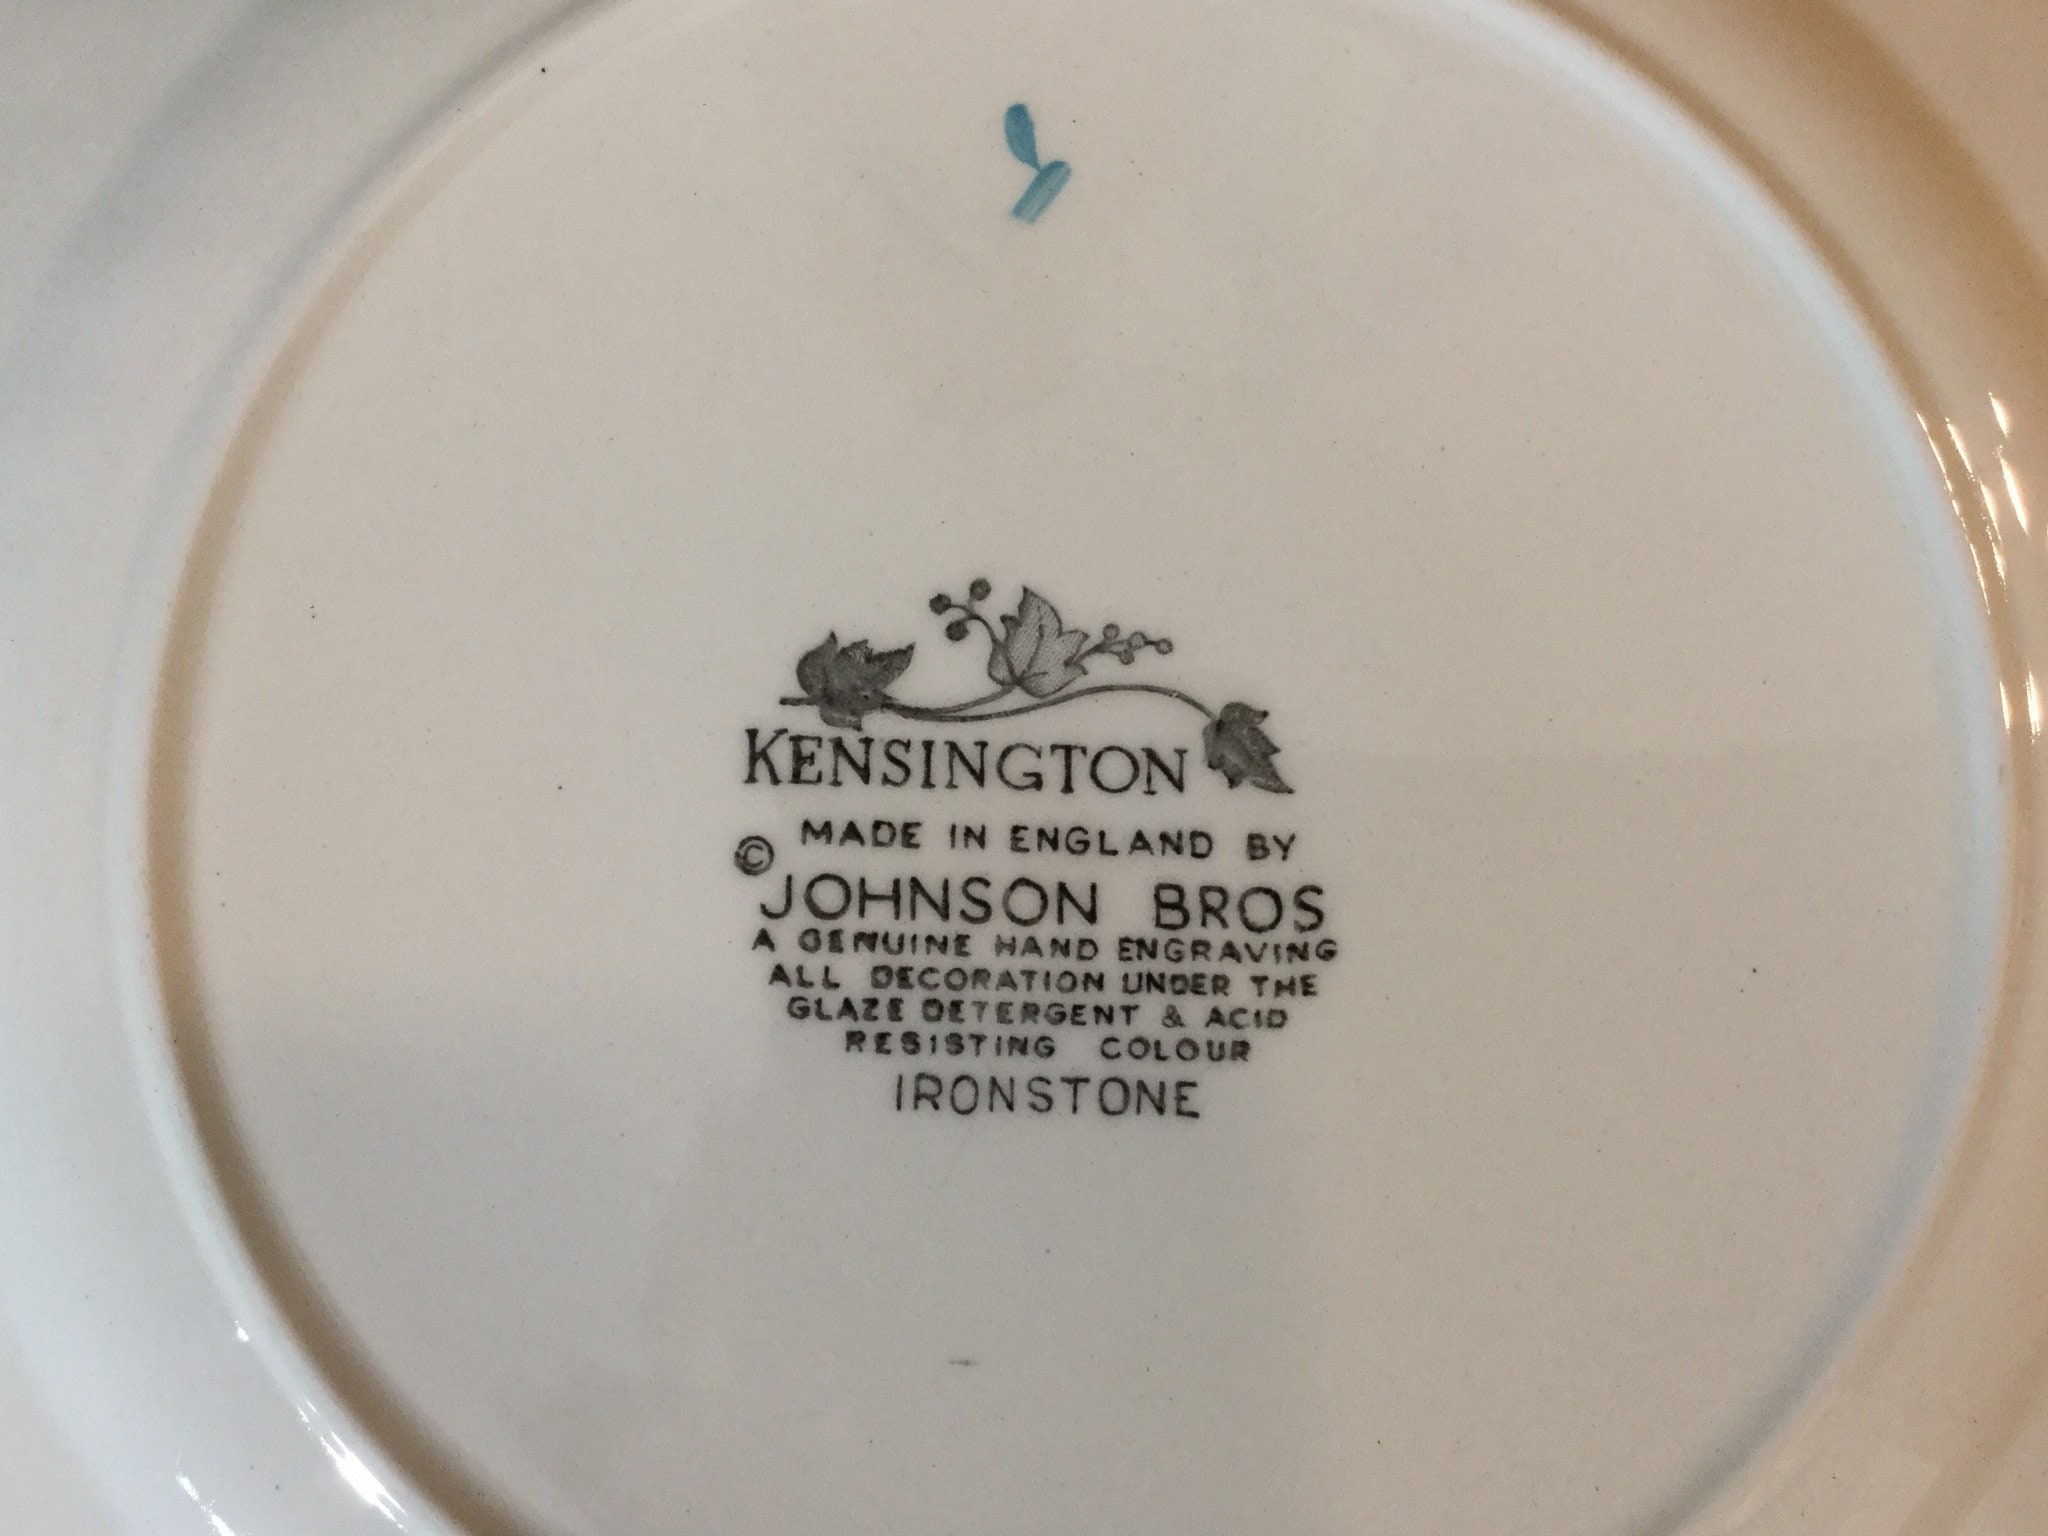 KENSINGTON
MADE IN ENGLAND BY
© JOHNSON BROS
A GENUINE HAND ENGRAVING
ALL DECORATION UNDER THE
GLAZE DETERGENT & ACID
RESISTING COLOUR
IRONSTONE